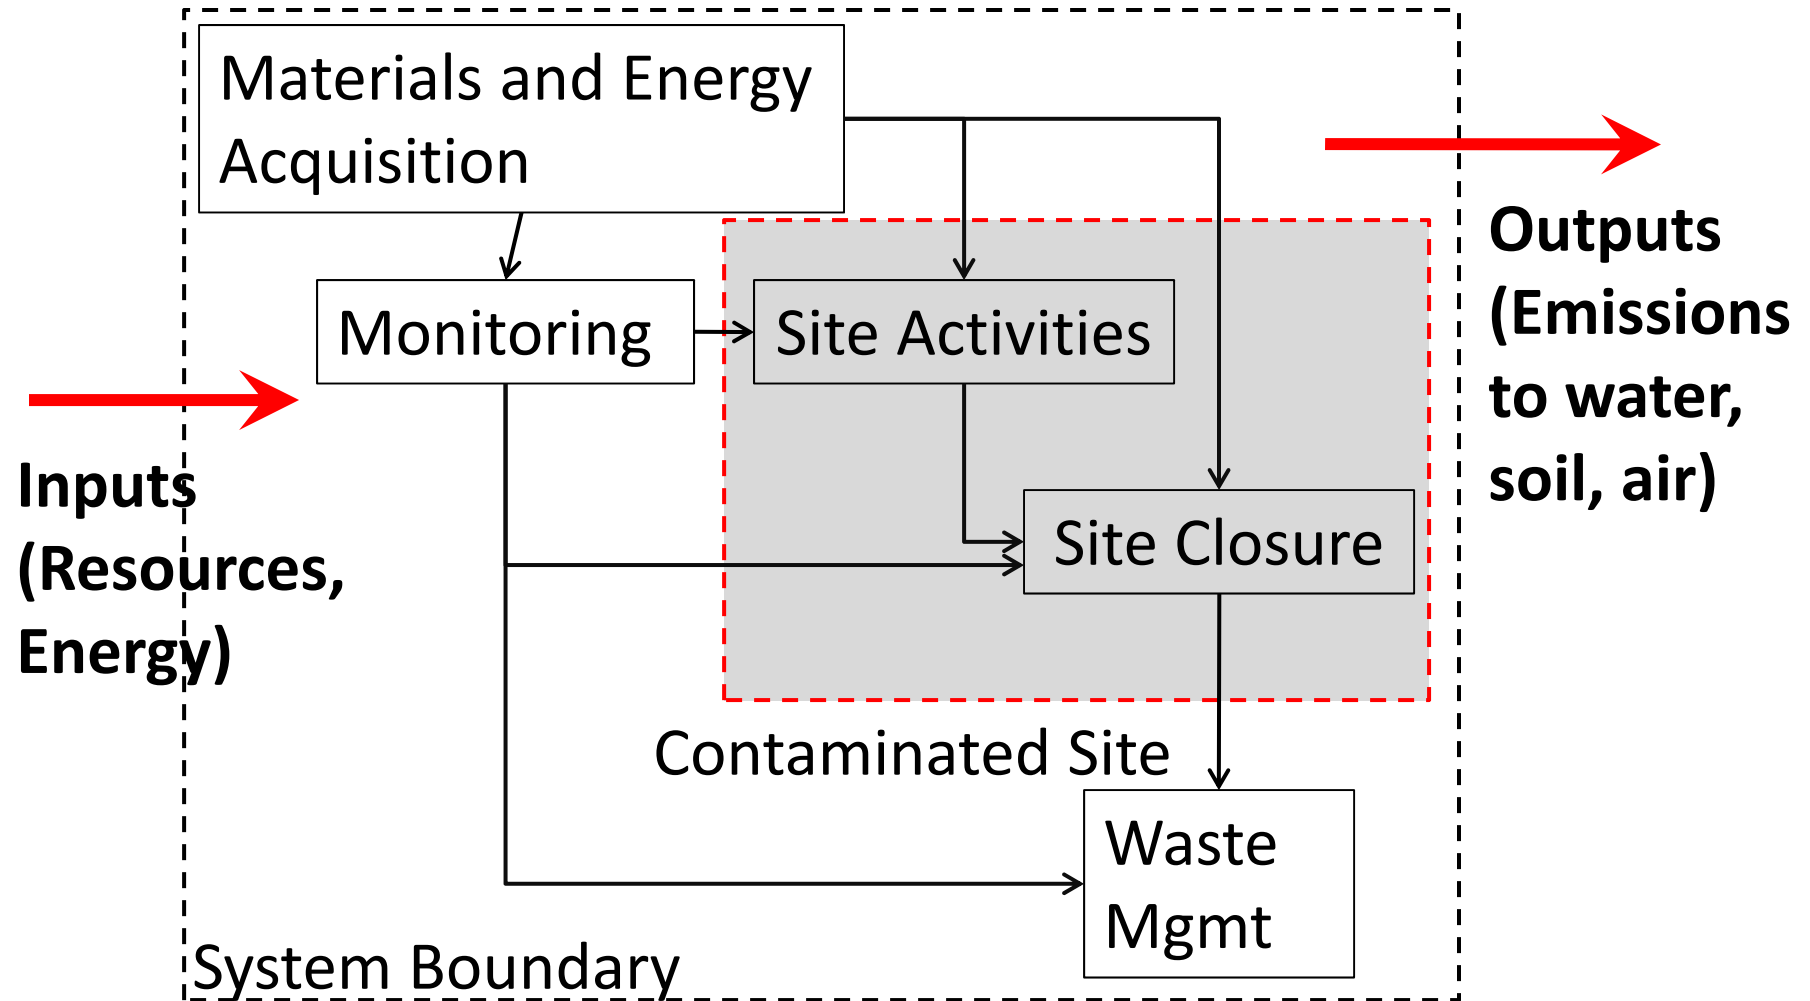 Materials and Energy
Acquisition
Monitoring
Site Activities
Site Closure
Contaminated Site
Waste
Mgmt
System Boundary
Inputs
(Resources,
Energy)
Outputs
(Emissions
to water,
soil, air)